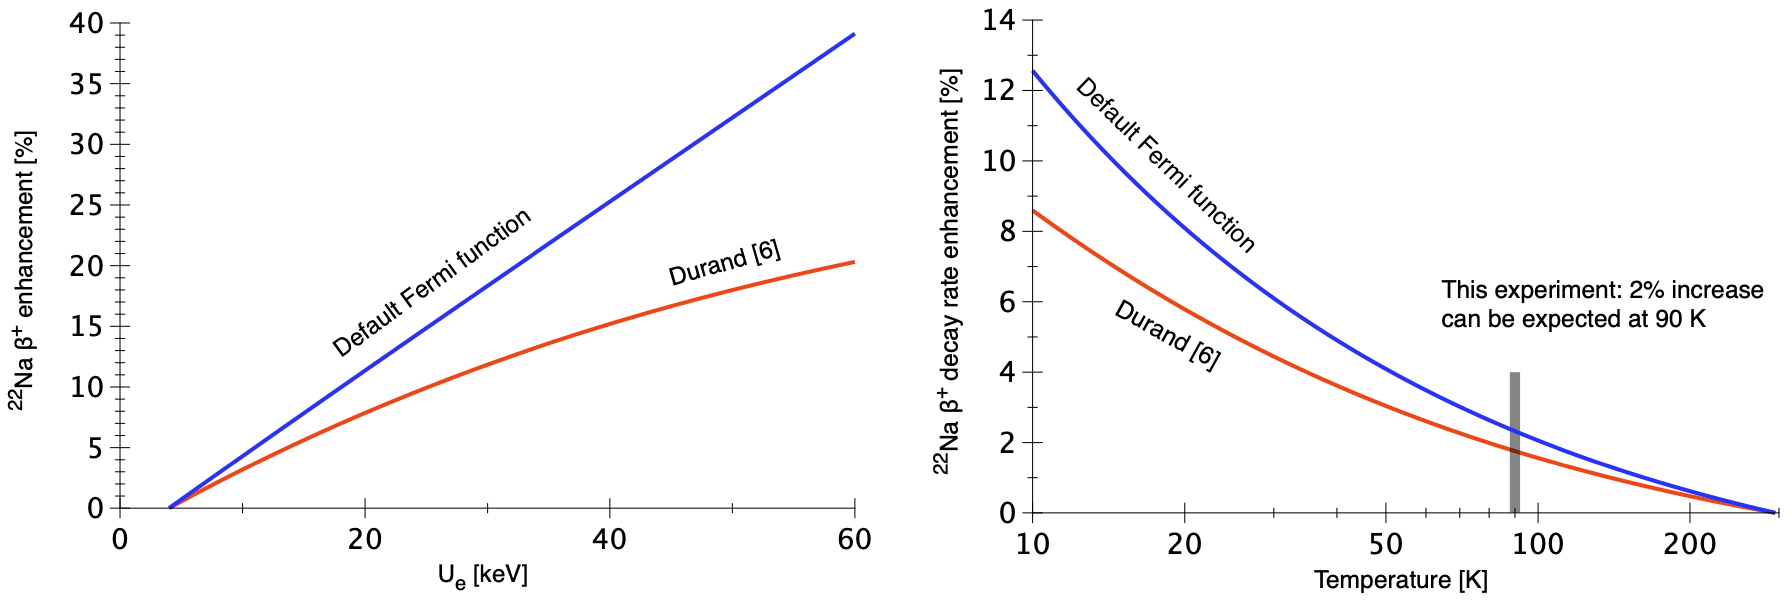 40
35
30
25
20
15
10
5
0
²²Na β⁺ enhancement [%]
Default Fermi function
Durand [6]
0
20
40
60
Uₑ [keV]
14
12
10
8
6
4
2
0
²²Na β⁺ decay rate enhancement [%]
Default Fermi function
Durand [6]
This experiment: 2% increase
can be expected at 90 K
10
20
50
100
200
Temperature [K]